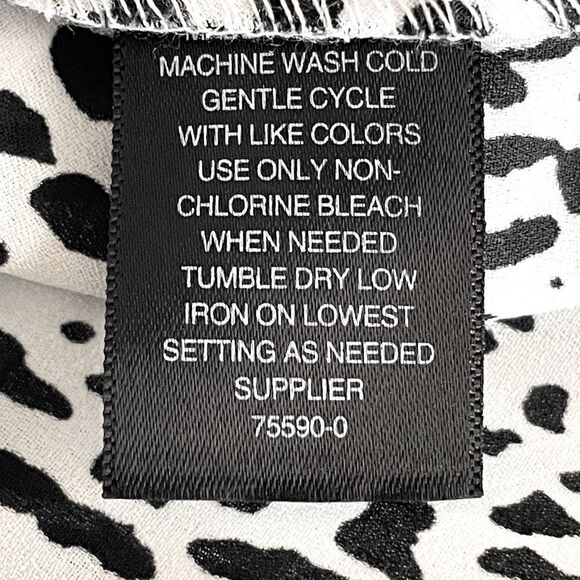 MACHINE WASH COLD
GENTLE CYCLE
WITH LIKE COLORS
USE ONLY NON-
CHLORINE BLEACH
WHEN NEEDED
TUMBLE DRY LOW
IRON ON LOWEST
SETTING AS NEEDED
SUPPLIER
75590-0